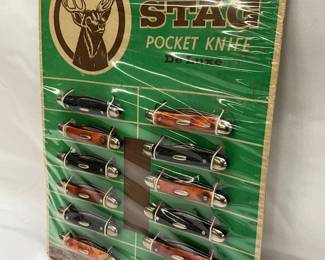 STAG
POCKET KNIFE
De Luxe